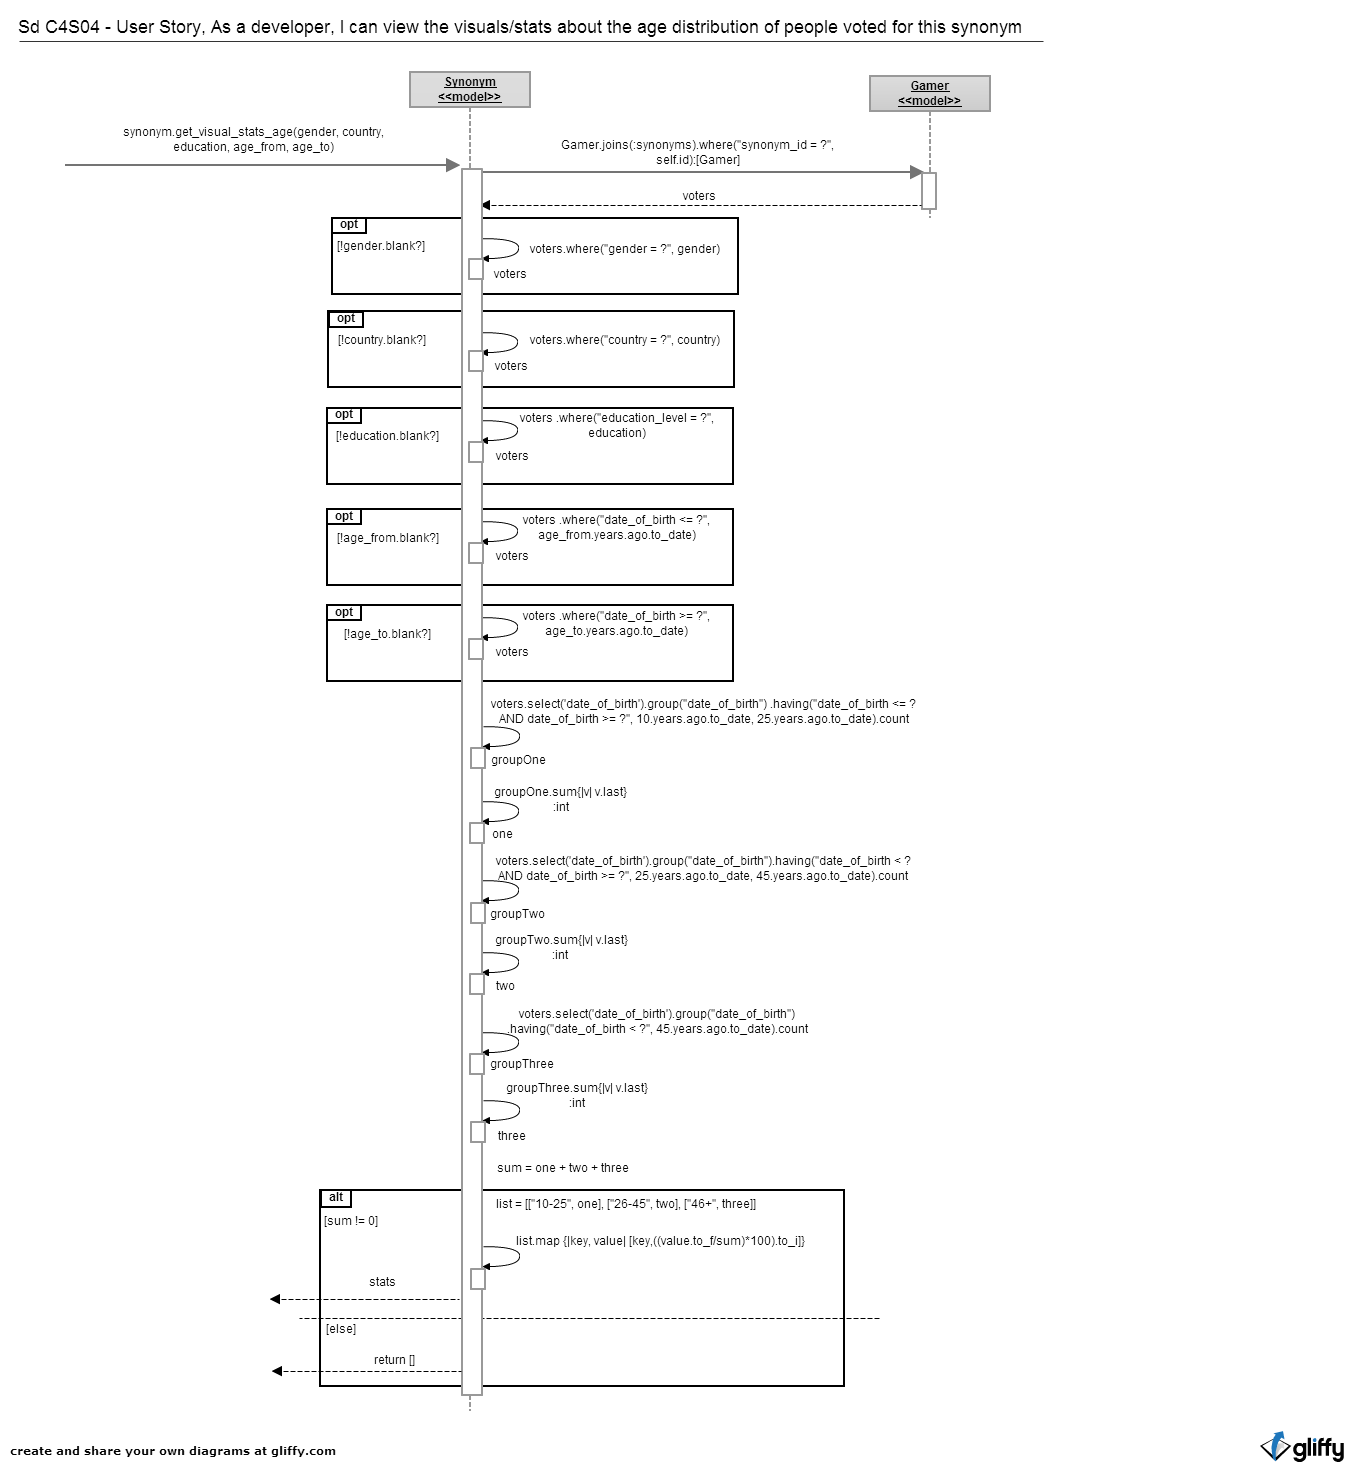 Sd C4S04 - User Story, As a developer, I can view the visuals/stats about the age distribution of people voted for this synonym
Synonym
<<model>>
Gamer
<<model>>
synonym.get_visual_stats_age(gender, country,
education, age_from, age_to)
Gamer.joins(:synonyms).where("synonym_id = ?",
self.id):[Gamer]
voters
opt
[!gender.blank?]
voters.where("gender = ?", gender)
voters
opt
[!country.blank?]
voters.where("country = ?", country)
voters
opt
[!education.blank?]
voters .where("education_level = ?",
education)
voters
opt
[!age_from.blank?]
voters .where("date_of_birth <= ?",
age_from.years.ago.to_date)
voters
opt
[!age_to.blank?]
voters .where("date_of_birth >= ?",
age_to.years.ago.to_date)
voters
voters.select('date_of_birth').group("date_of_birth") .having("date_of_birth <= ?
AND date_of_birth >= ?", 10.years.ago.to_date, 25.years.ago.to_date).count
groupOne
groupOne.sum{|v| v.last}
:int
one
voters.select('date_of_birth').group("date_of_birth").having("date_of_birth < ?
AND date_of_birth >= ?", 25.years.ago.to_date, 45.years.ago.to_date).count
groupTwo
groupTwo.sum{|v| v.last}
:int
two
voters.select('date_of_birth').group("date_of_birth")
.having("date_of_birth < ?", 45.years.ago.to_date).count
groupThree
groupThree.sum{|v| v.last}
:int
three
sum = one + two + three
alt
[sum != 0]
list = [["10-25", one], ["26-45", two], ["46+", three]]
list.map {|key, value| [key,((value.to_f/sum)*100).to_i]}
stats
[else]
return []
create and share your own diagrams at gliffy.com
gliffy